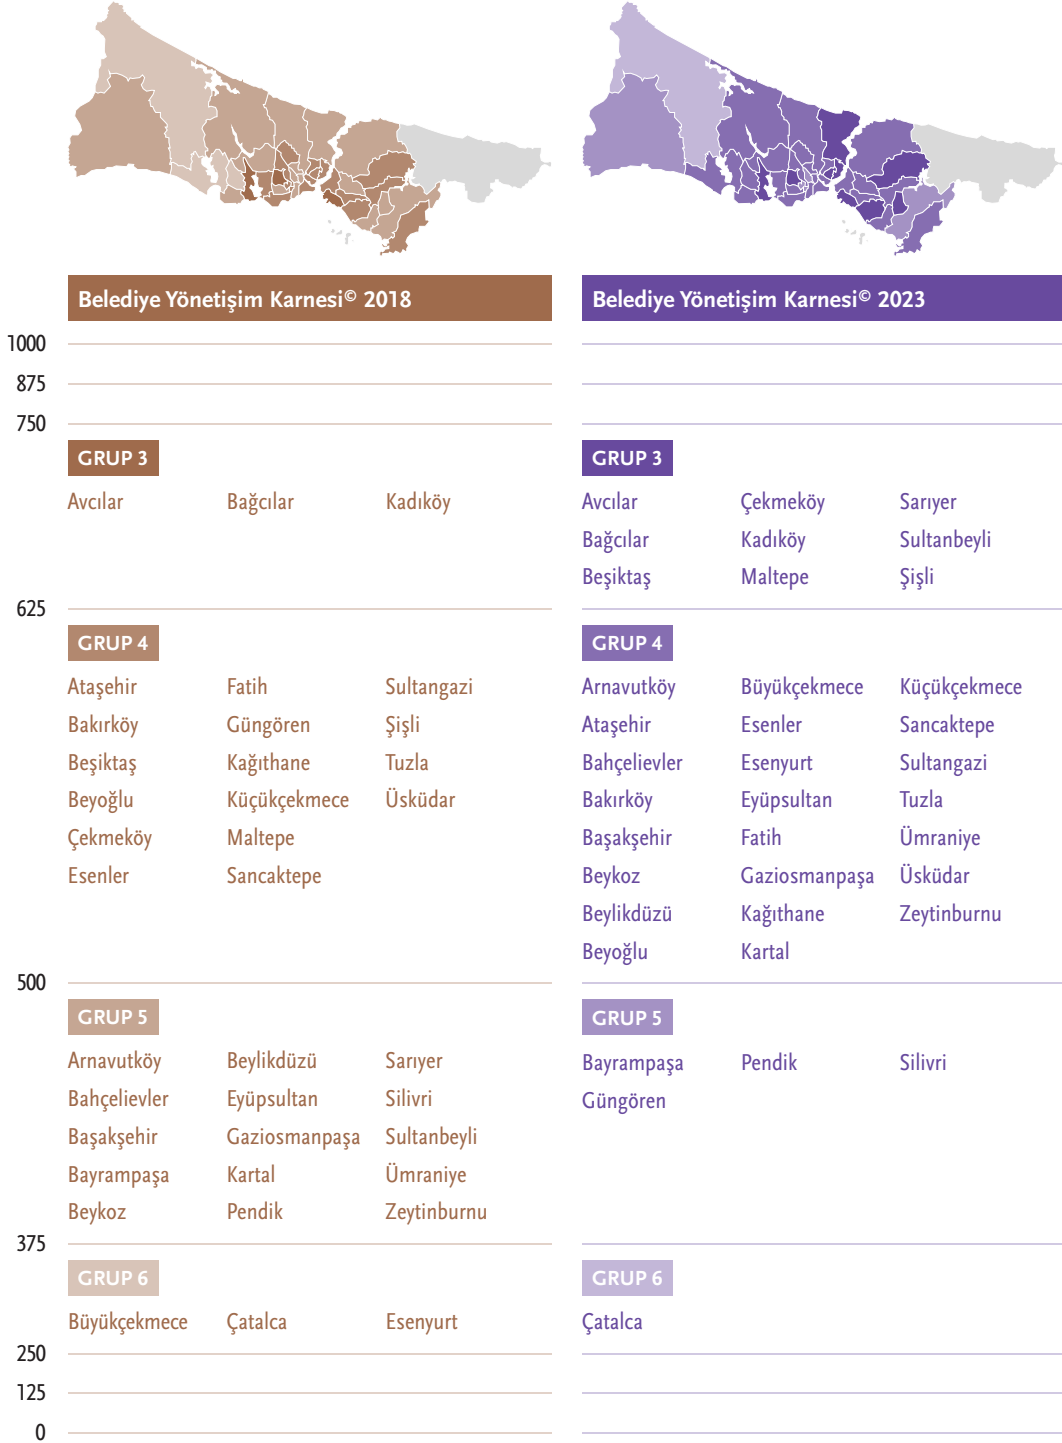 Belediye Yönetişim Karnesi© 2018
1000
875
750
GRUP 3
Avcılar Bağcılar Kadıköy
625
GRUP 4
Ataşehir Fatih Sultangazi
Bakırköy Güngören Şişli
Beşiktaş Kağıthane Tuzla
Beyoğlu Küçükçekmece Üsküdar
Çekmeköy Maltepe
Esenler Sancaktepe
500
GRUP 5
Arnavutköy Beylikdüzü Sarıyer
Bahçelievler Eyüpsultan Silivri
Başakşehir Gaziosmanpaşa Sultanbeyli
Bayrampaşa Kartal Ümraniye
Beykoz Pendik Zeytinburnu
375
GRUP 6
Büyükçekmece Çatalca Esenyurt
250
125
0
Belediye Yönetişim Karnesi© 2023
GRUP 3
Avcılar Çekmeköy Sarıyer
Bağcılar Kadıköy Sultanbeyli
Beşiktaş Maltepe Şişli
GRUP 4
Arnavutköy Büyükçekmece Küçükçekmece
Ataşehir Esenler Sancaktepe
Bahçelievler Esenyurt Sultangazi
Bakırköy Eyüpsultan Tuzla
Başakşehir Fatih Ümraniye
Beykoz Gaziosmanpaşa Üsküdar
Beylikdüzü Kağıthane Zeytinburnu
Beyoğlu Kartal
GRUP 5
Bayrampaşa Pendik Silivri
Güngören
GRUP 6
Çatalca